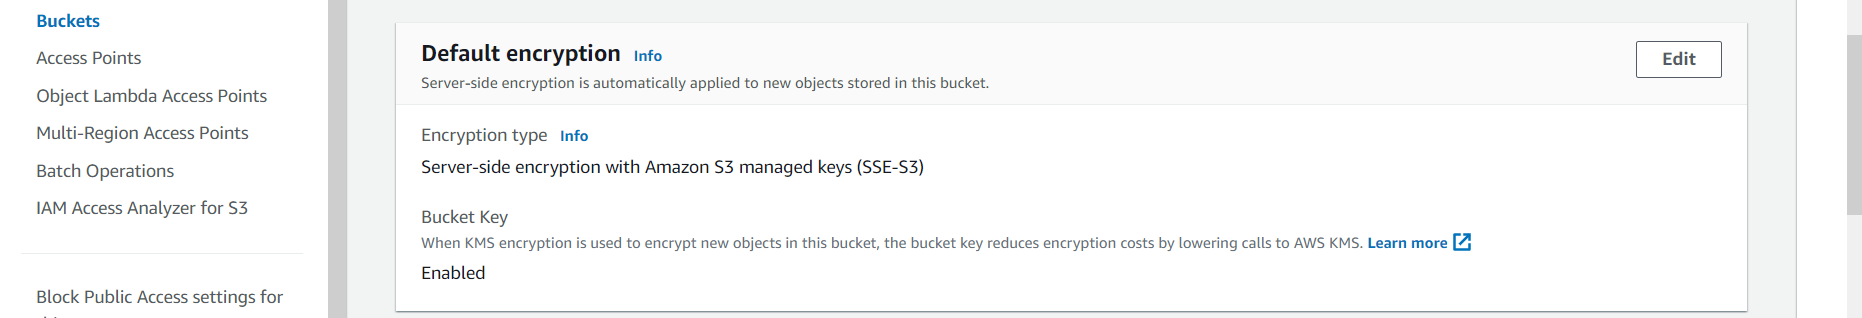 Buckets
Access Points
Object Lambda Access Points
Multi-Region Access Points
Batch Operations
IAM Access Analyzer for S3
Block Public Access settings for
Default encryption Info
Edit
Server-side encryption is automatically applied to new objects stored in this bucket.
Encryption type Info
Server-side encryption with Amazon S3 managed keys (SSE-S3)
Bucket Key
When KMS encryption is used to encrypt new objects in this bucket, the bucket key reduces encryption costs by lowering calls to AWS KMS. Learn more
Enabled